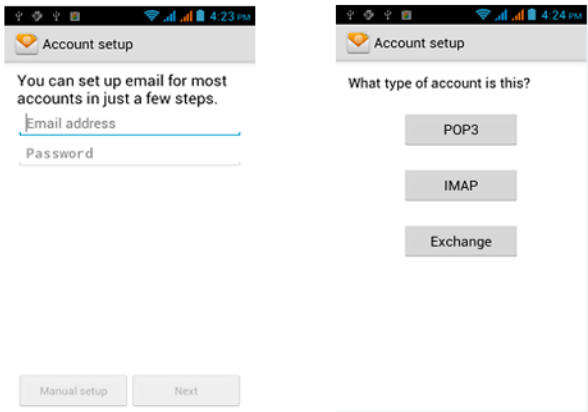 4:23 PM
Account setup
You can set up email for most
accounts in just a few steps.
Email address
Password
Manual setup
Next
4:24 PM
Account setup
What type of account is this?
POP3
IMAP
Exchange